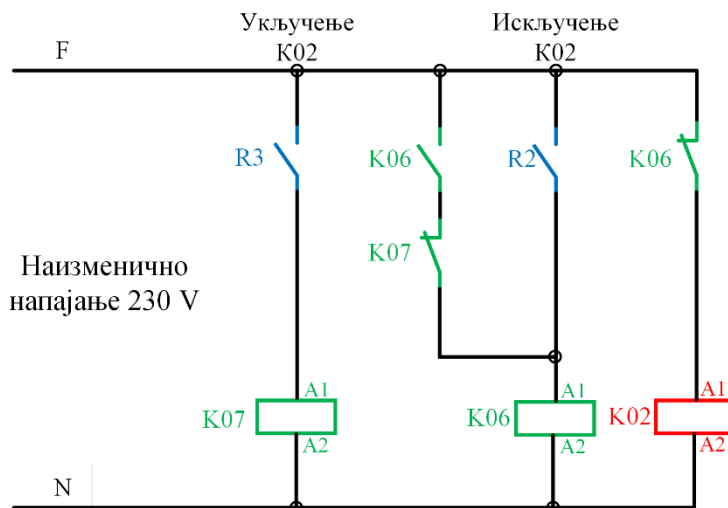 Укључење
К02
Искључење
К02
F
R3
K06
R2
K06
K07
Наизменично
напајање 230 V
A1
K07
A2
A1
K06
A2
A1
K02
A2
N